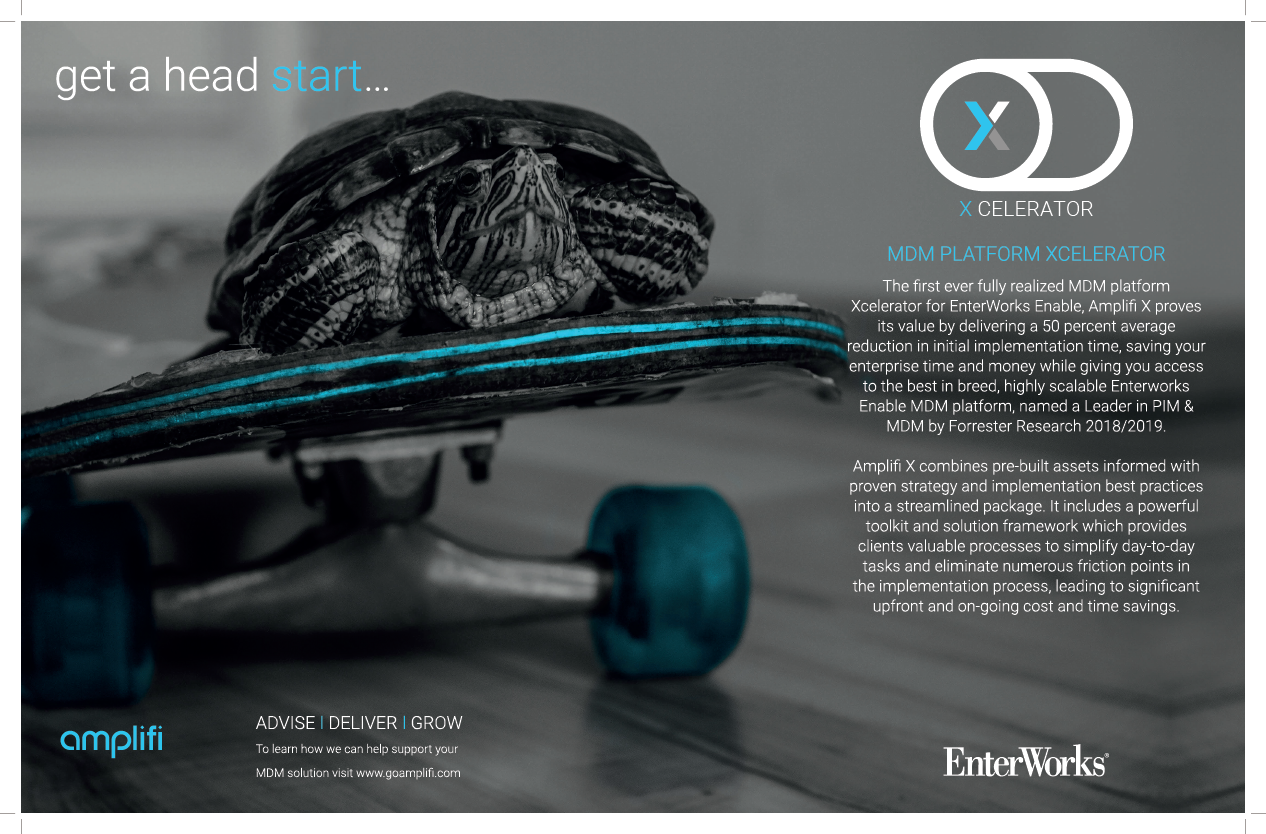 get a head start...
X
X CELERATOR
MDM PLATFORM XCELERATOR
The first ever fully realized MDM platform
Xcelerator for EnterWorks Enable, Amplifi X proves
its value by delivering a 50 percent average
reduction in initial implementation time, saving your
enterprise time and money while giving you access
to the best in breed, highly scalable Enterworks
Enable MDM platform, named a Leader in PIM &
MDM by Forrester Research 2018/2019.
Amplifi X combines pre-built assets informed with
proven strategy and implementation best practices
into a streamlined package. It includes a powerful
toolkit and solution framework which provides
clients valuable processes to simplify day-to-day
tasks and eliminate numerous friction points in
the implementation process, leading to significant
upfront and on-going cost and time savings.
amplifi
ADVISE | DELIVER | GROW
To learn how we can help support your
MDM solution visit www.goamplifi.com
EnterWorks®